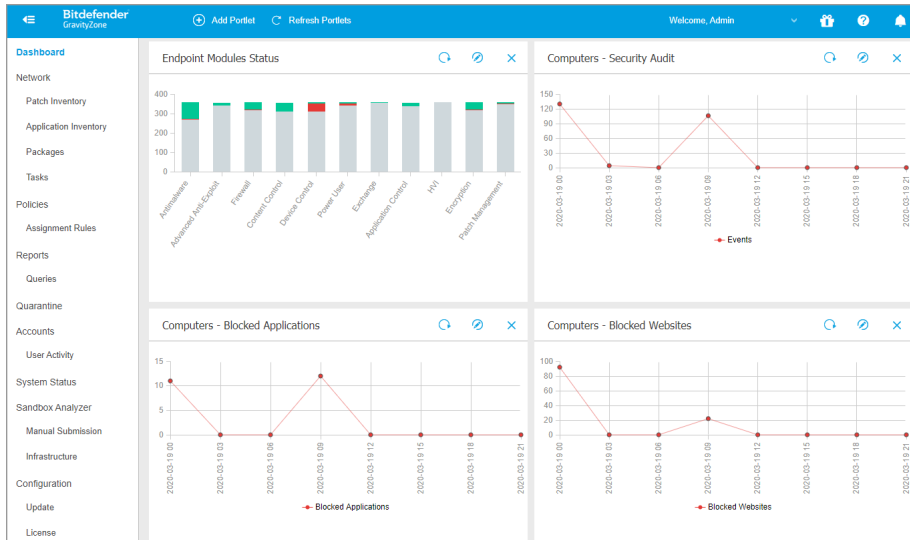 Bitdefender
GravityZone
Add Portlet
Refresh Portlets
Welcome, Admin
Dashboard
Network
Patch Inventory
Application Inventory
Packages
Tasks
Policies
Assignment Rules
Reports
Queries
Quarantine
Accounts
User Activity
System Status
Sandbox Analyzer
Manual Submission
Infrastructure
Configuration
Update
License
Endpoint Modules Status
400
300
200
100
0
Antimalware
Advanced Anti-Exploit
Firewall
Content Control
Device Control
Power User
Exchange
Application Control
HVI
Encryption
Patch Management
Computers - Security Audit
150
120
90
60
30
0
2020-03-19 00
2020-03-19 03
2020-03-19 06
2020-03-19 09
2020-03-19 12
2020-03-19 15
2020-03-19 18
2020-03-19 21
Events
Computers - Blocked Applications
15
10
5
0
2020-03-19 00
2020-03-19 03
2020-03-19 06
2020-03-19 09
2020-03-19 12
2020-03-19 15
2020-03-19 18
2020-03-19 21
Blocked Applications
Computers - Blocked Websites
100
80
60
40
20
0
2020-03-19 00
2020-03-19 03
2020-03-19 06
2020-03-19 09
2020-03-19 12
2020-03-19 15
2020-03-19 18
2020-03-19 21
Blocked Websites